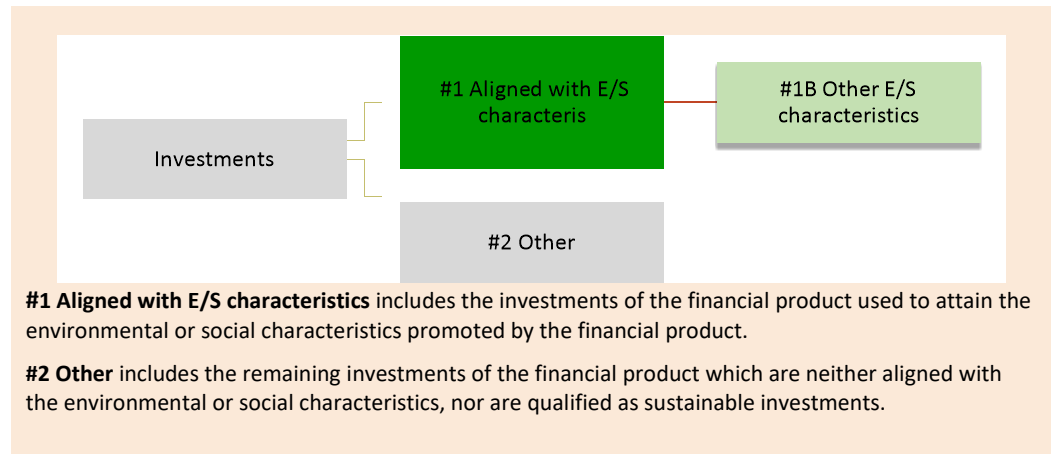 #1 Aligned with E/S
characteris
#1B Other E/S
characteristics
Investments
#2 Other
#1 Aligned with E/S characteristics includes the investments of the financial product used to attain the
environmental or social characteristics promoted by the financial product.
#2 Other includes the remaining investments of the financial product which are neither aligned with
the environmental or social characteristics, nor are qualified as sustainable investments.